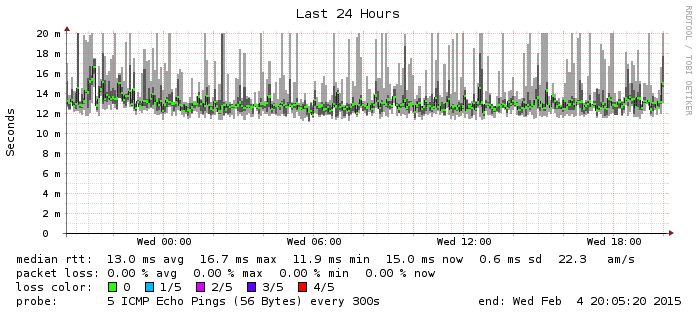 Last 24 Hours
RRDTOOL / TOBI OETIKER
Seconds
20 m
18 m
16 m
14 m
12 m
10 m
8 m
6 m
4 m
2 m
0
Wed 00:00 Wed 06:00 Wed 12:00 Wed 18:00
median rtt: 13.0 ms avg 16.7 ms max 11.9 ms min 15.0 ms now 0.6 ms sd 22.3 am/s
packet loss: 0.00 % avg 0.00 % max 0.00 % min 0.00 % now
loss color: 0 1/5 2/5 3/5 4/5
probe: 5 ICMP Echo Pings (56 Bytes) every 300s end: Wed Feb 4 20:05:20 2015